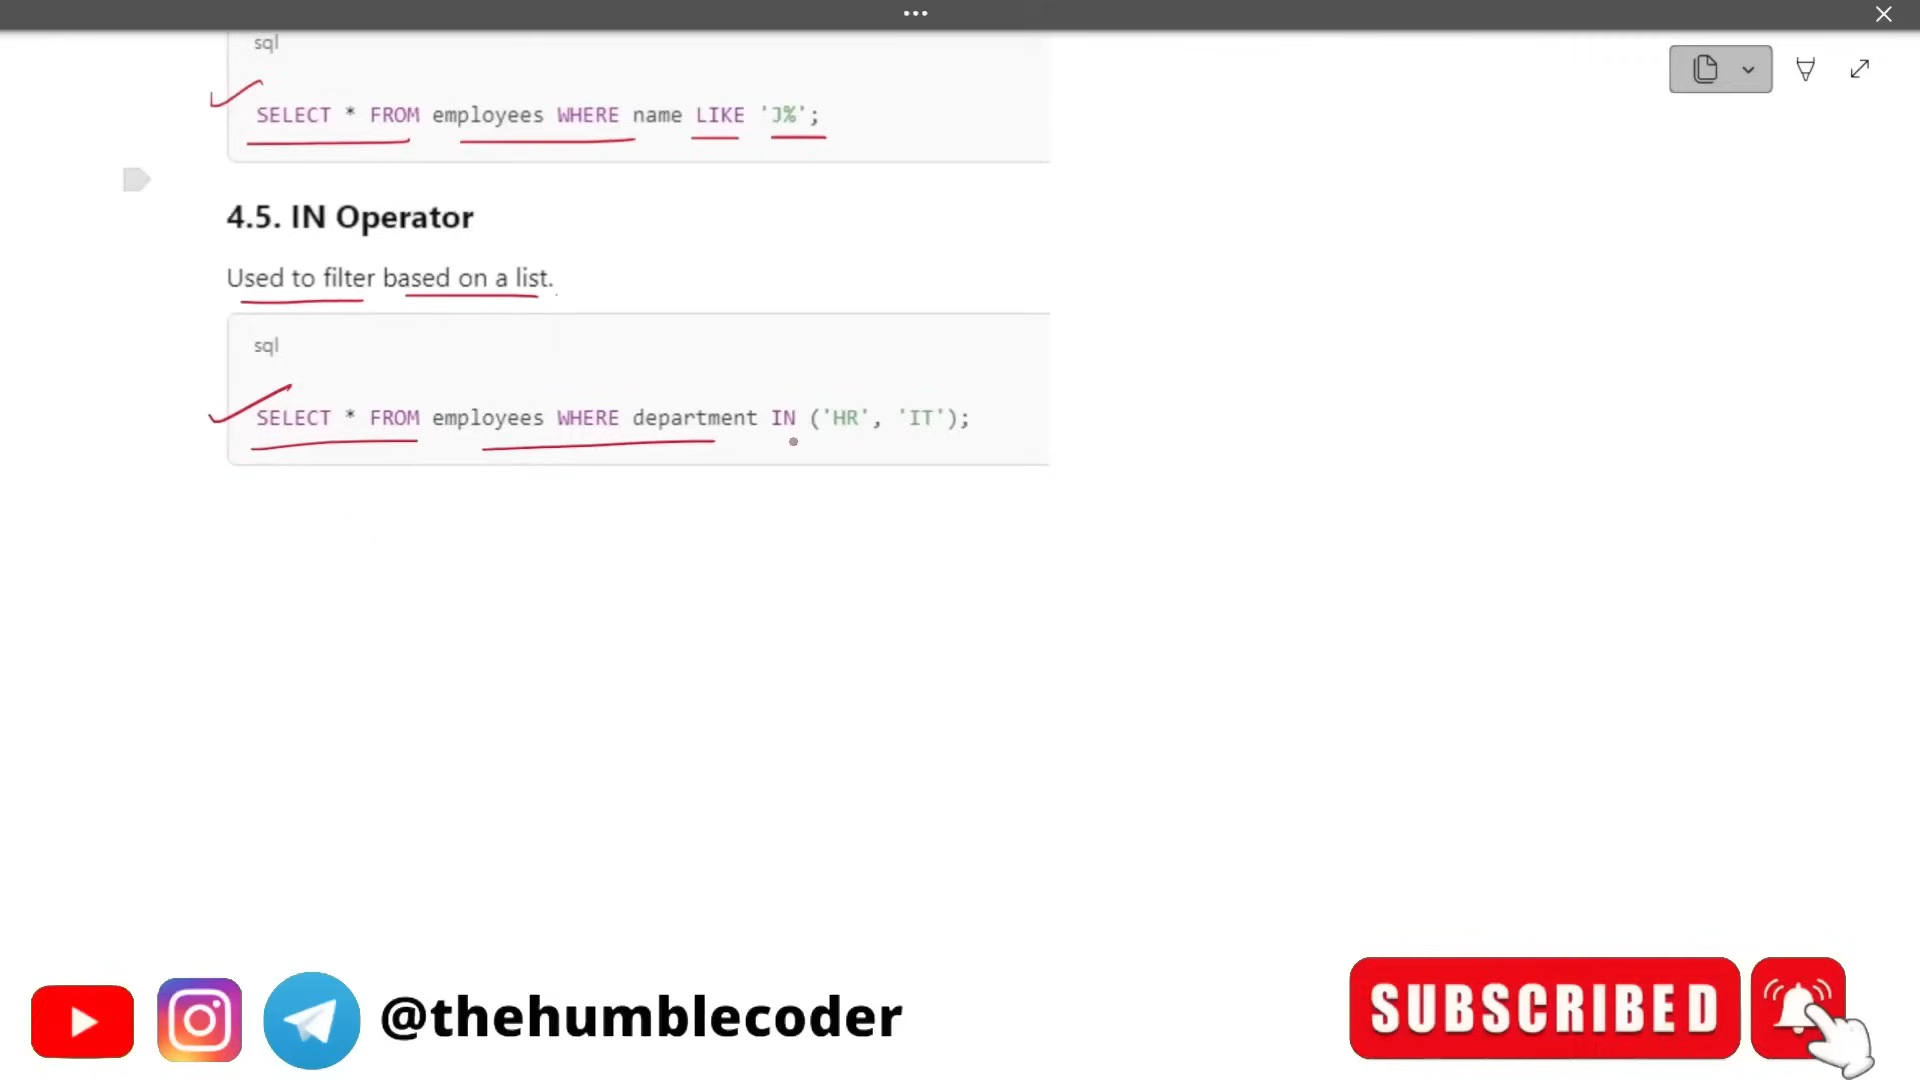 sql
SELECT * FROM employees WHERE name LIKE 'J%';
4.5. IN Operator
Used to filter based on a list.
sql
SELECT * FROM employees WHERE department IN ('HR', 'IT');
@thehumblecoder
SUBSCRIBED